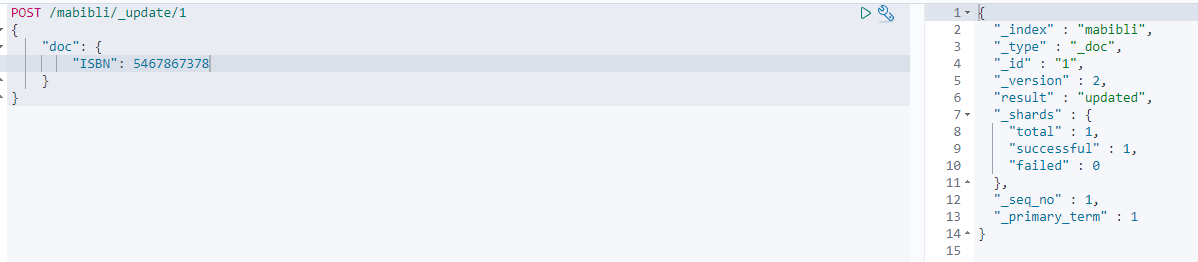 POST /mabibli/_update/1
{
"doc": {
"ISBN": 5467867378
}
}
1 {
2 "_index" : "mabibli",
3 "_type" : "_doc",
4 "_id" : "1",
5 "_version" : 2,
6 "result" : "updated",
7 "_shards" : {
8 "total" : 1,
9 "successful" : 1,
10 "failed" : 0
11 },
12 "_seq_no" : 1,
13 "_primary_term" : 1
14 }
15